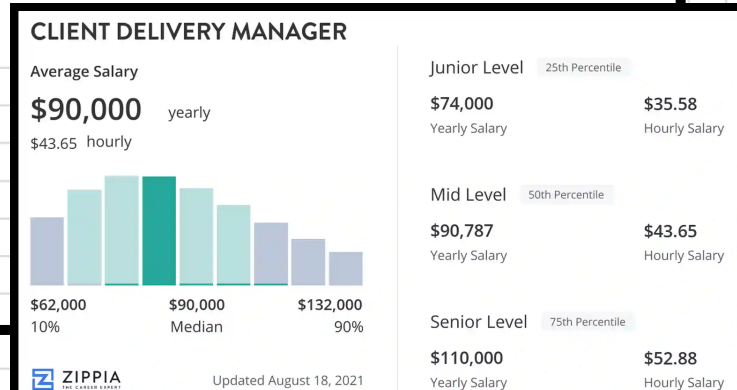 CLIENT DELIVERY MANAGER
Average Salary
$90,000 yearly
$43.65 hourly
$62,000 $90,000 $132,000
10% Median 90%
ZIPPIA
THE CAREER EXPERT
Updated August 18, 2021
Junior Level 25th Percentile
$74,000 $35.58
Yearly Salary Hourly Salary
Mid Level 50th Percentile
$90,787 $43.65
Yearly Salary Hourly Salary
Senior Level 75th Percentile
$110,000 $52.88
Yearly Salary Hourly Salary